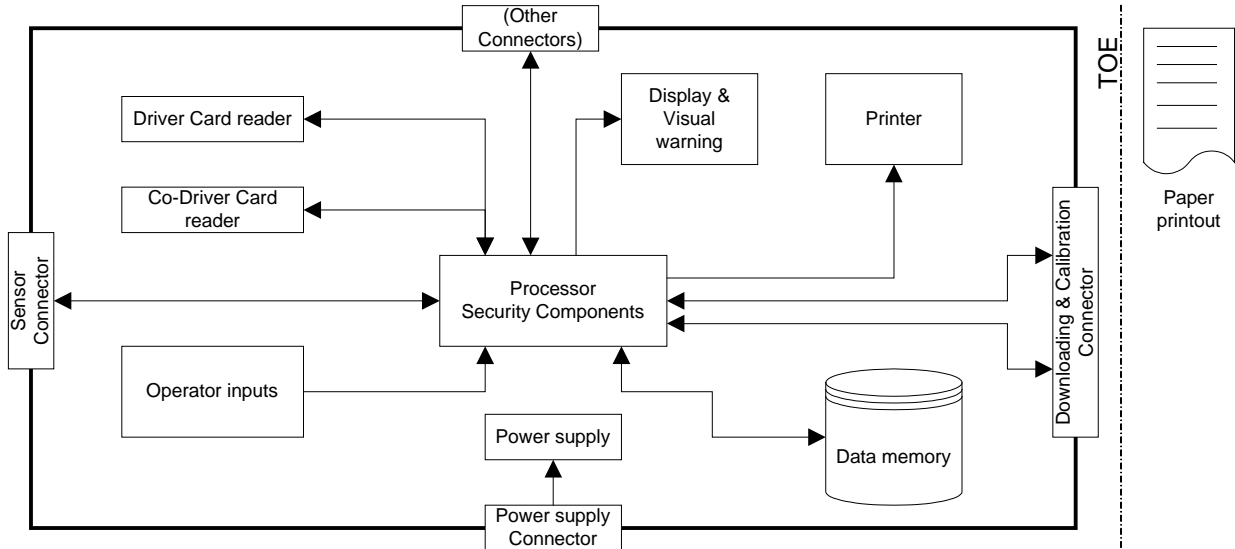 (Other
Connectors)
TOE
Driver Card reader
Display &
Visual
warning
Printer
Co-Driver Card
reader
Paper
printout
Sensor
Connector
Processor
Security Components
Downloading & Calibration
Connector
Operator inputs
Power supply
Data memory
Power supply
Connector